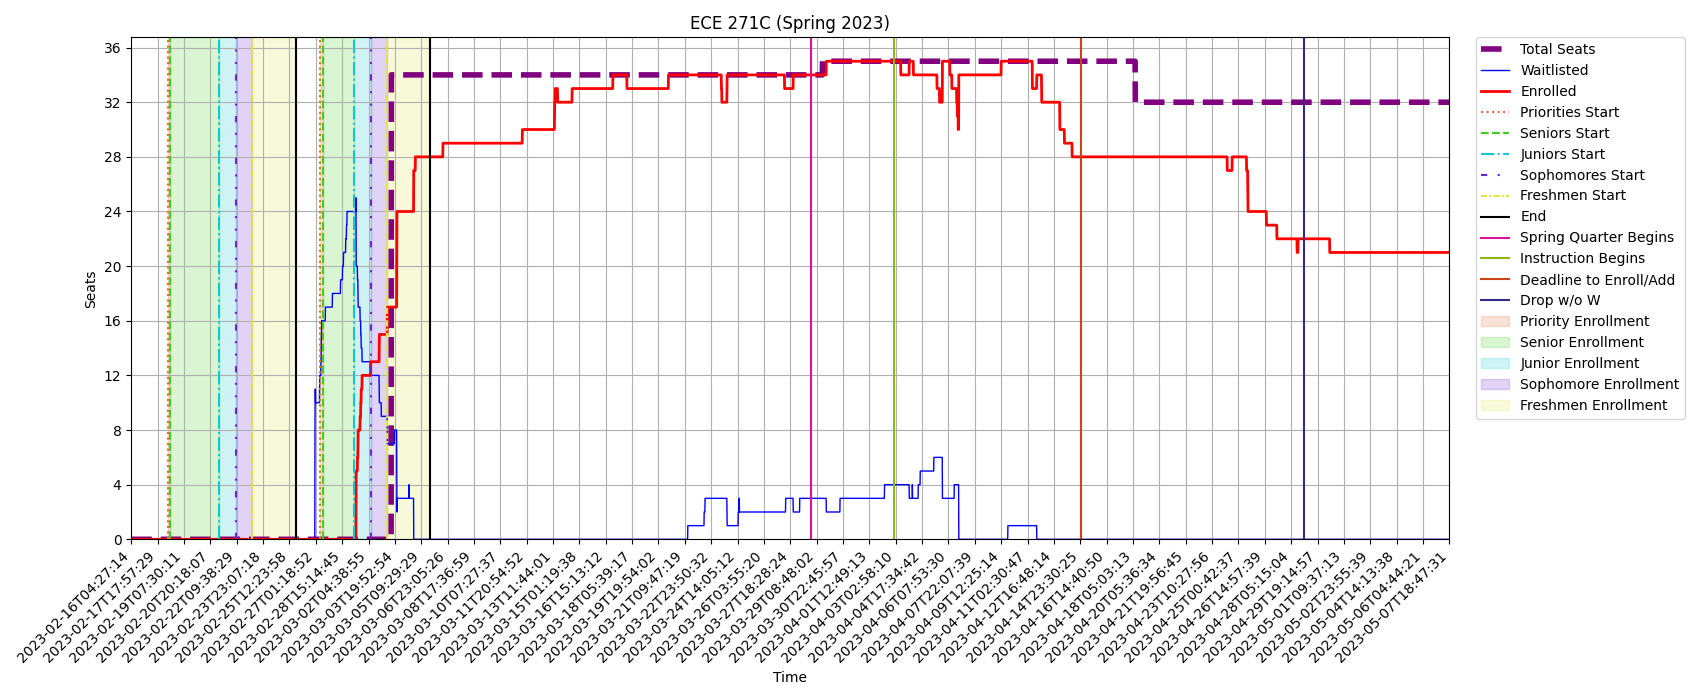 ECE 271C (Spring 2023)
36
32
28
24
20
16
12
8
4
0
Seats
2023-02-16T04:27:14
2023-02-17T17:57:29
2023-02-19T07:30:11
2023-02-20T20:18:07
2023-02-22T09:38:29
2023-02-23T23:07:18
2023-02-25T12:23:58
2023-02-27T01:18:52
2023-02-28T15:14:45
2023-03-02T04:38:55
2023-03-03T19:52:54
2023-03-05T09:29:29
2023-03-06T23:05:26
2023-03-08T17:36:59
2023-03-10T07:27:37
2023-03-11T20:54:52
2023-03-13T11:44:01
2023-03-15T01:19:38
2023-03-16T15:13:12
2023-03-18T05:39:17
2023-03-19T19:54:02
2023-03-21T09:47:19
2023-03-22T23:50:32
2023-03-24T14:05:12
2023-03-26T03:55:20
2023-03-27T18:28:24
2023-03-29T08:48:02
2023-03-30T22:45:57
2023-04-01T12:49:13
2023-04-03T02:58:10
2023-04-04T17:34:42
2023-04-06T07:53:30
2023-04-07T22:07:39
2023-04-09T12:25:14
2023-04-11T02:30:47
2023-04-12T16:48:14
2023-04-14T23:30:25
2023-04-16T14:40:50
2023-04-18T05:03:13
2023-04-20T05:36:34
2023-04-21T19:56:45
2023-04-23T10:27:56
2023-04-25T00:42:37
2023-04-26T14:57:39
2023-04-28T05:15:04
2023-04-29T19:14:57
2023-05-01T09:37:13
2023-05-02T23:55:39
2023-05-04T14:13:38
2023-05-06T04:44:21
2023-05-07T18:47:31
Time
Total Seats
Waitlisted
Enrolled
Priorities Start
Seniors Start
Juniors Start
Sophomores Start
Freshmen Start
End
Spring Quarter Begins
Instruction Begins
Deadline to Enroll/Add
Drop w/o W
Priority Enrollment
Senior Enrollment
Junior Enrollment
Sophomore Enrollment
Freshmen Enrollment